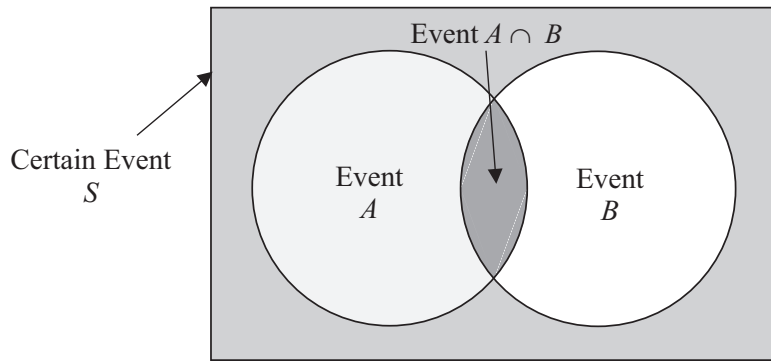 Event A ∩ B
Certain Event
S
Event
A
Event
B